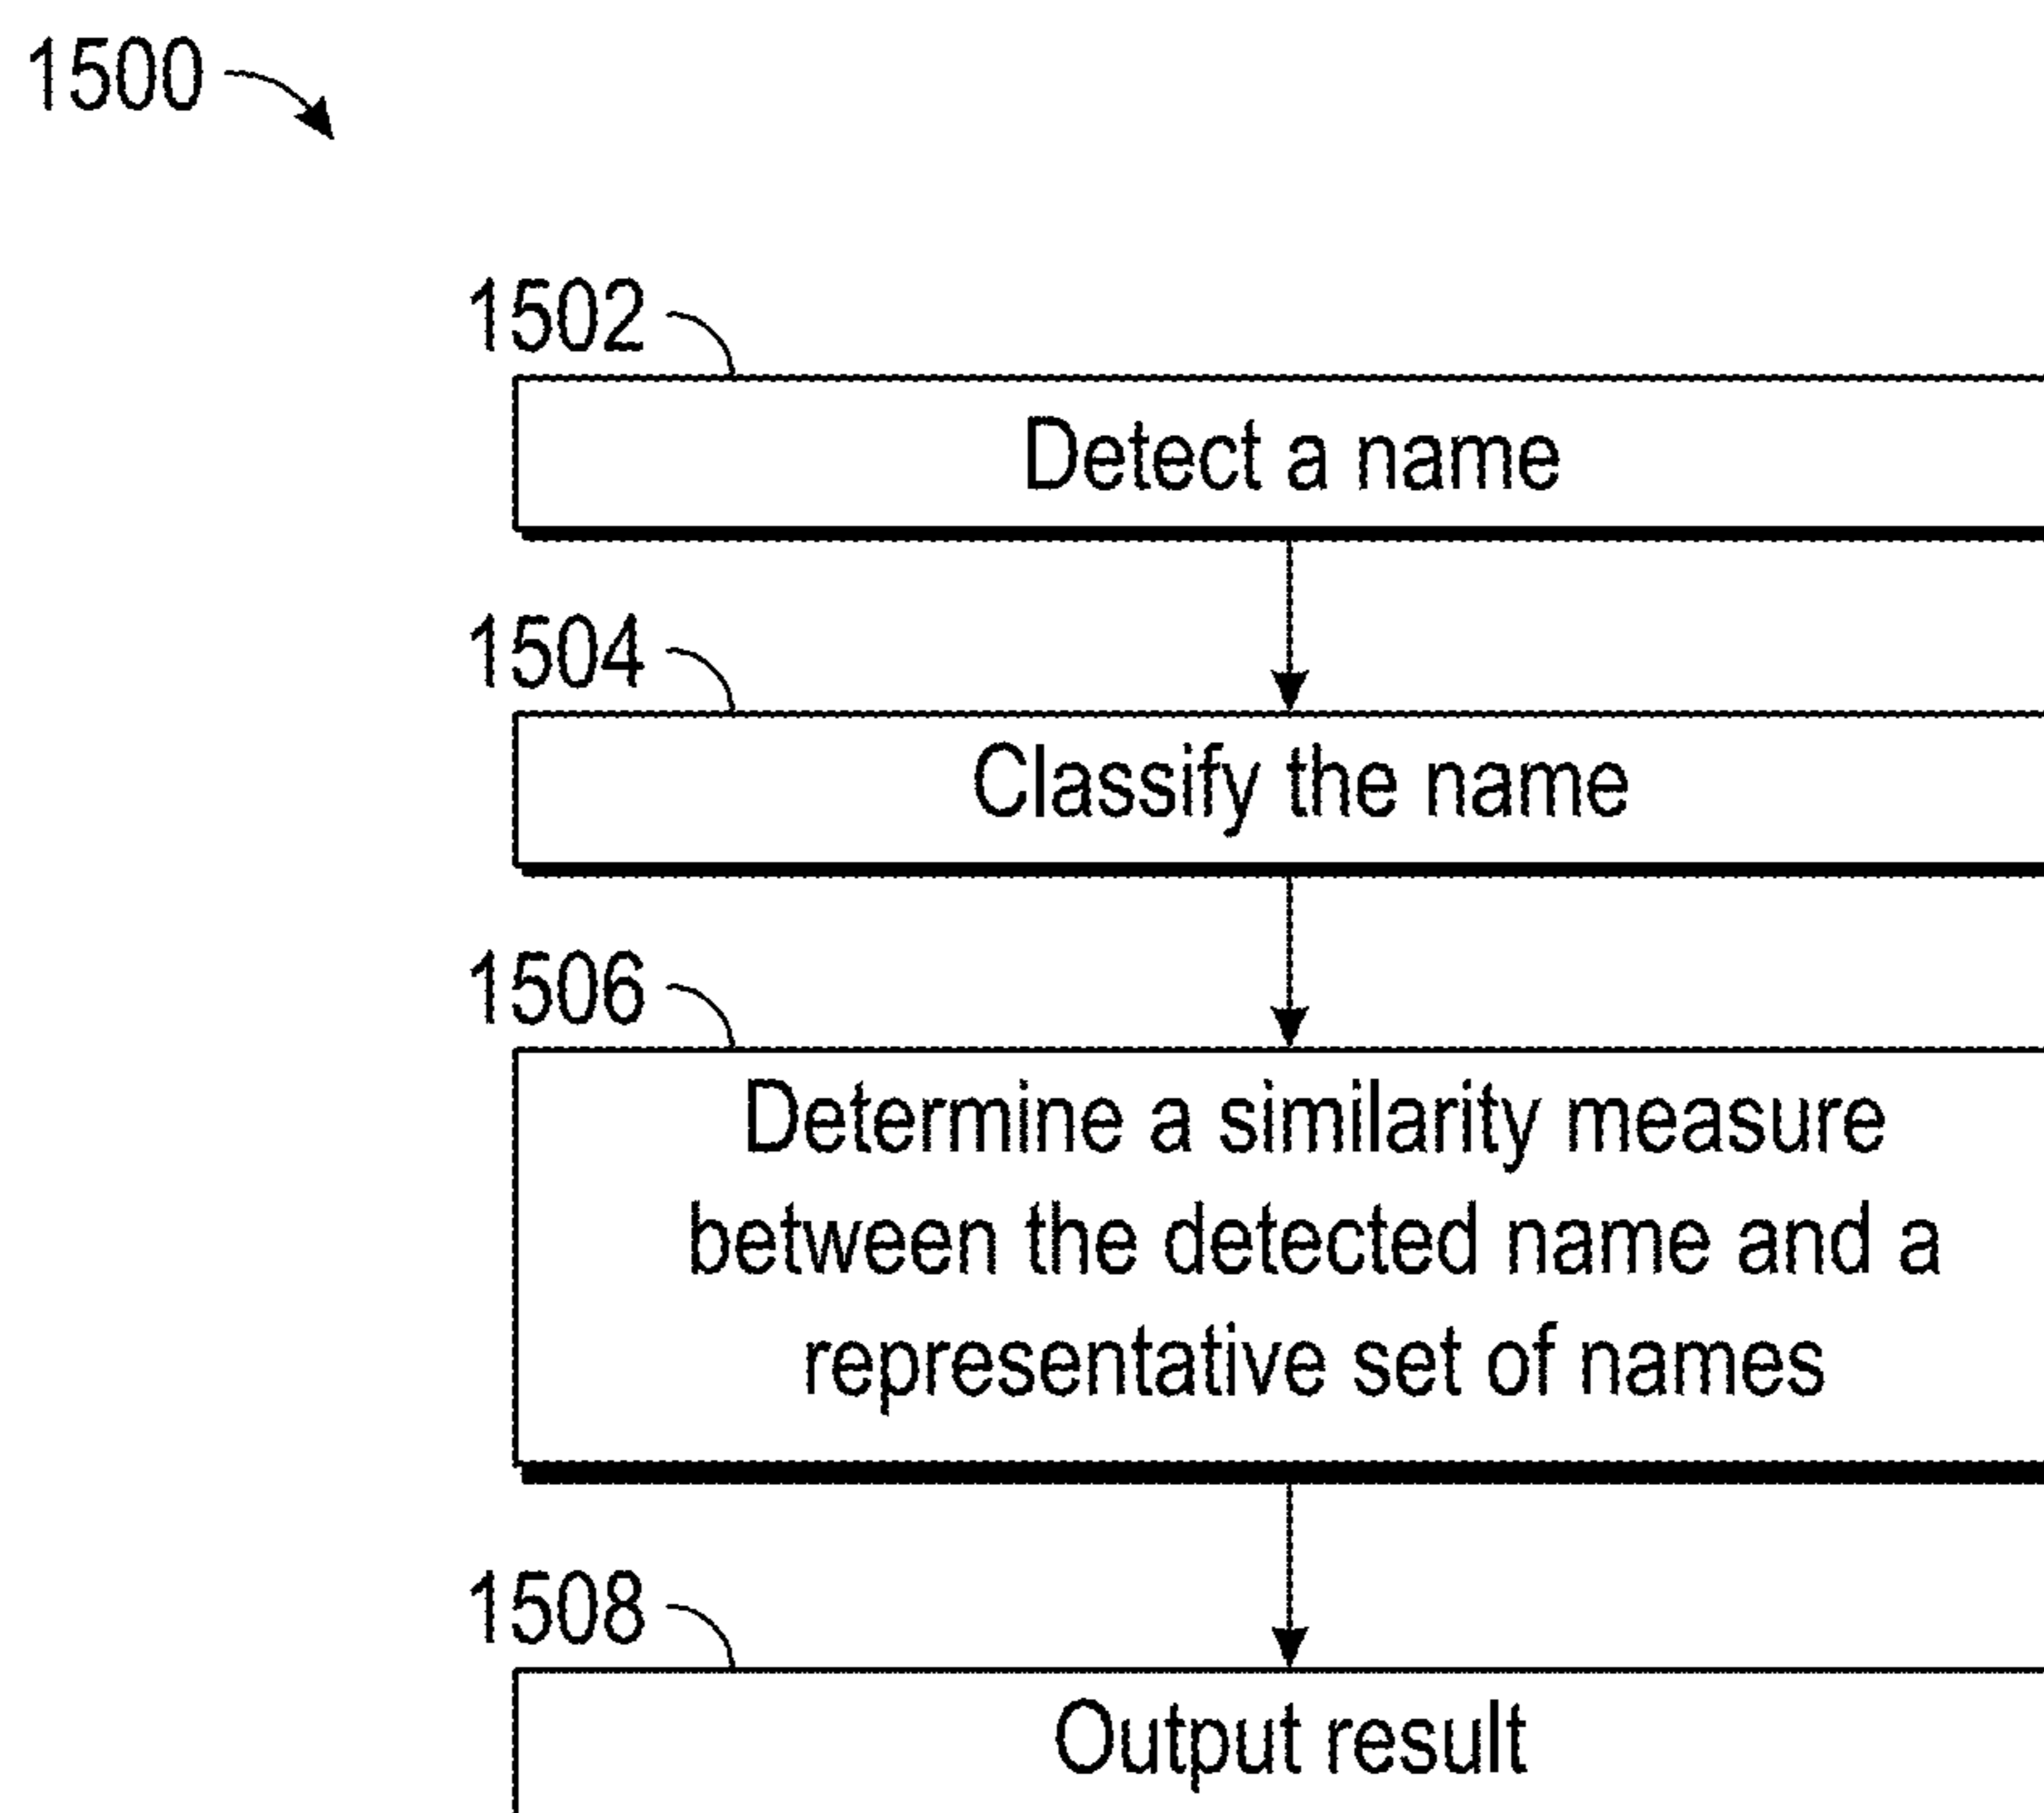 1500
1502
Detect a name
1504
Classify the name
1506
Determine a similarity measure
between the detected name and a
representative set of names
1508
Output result